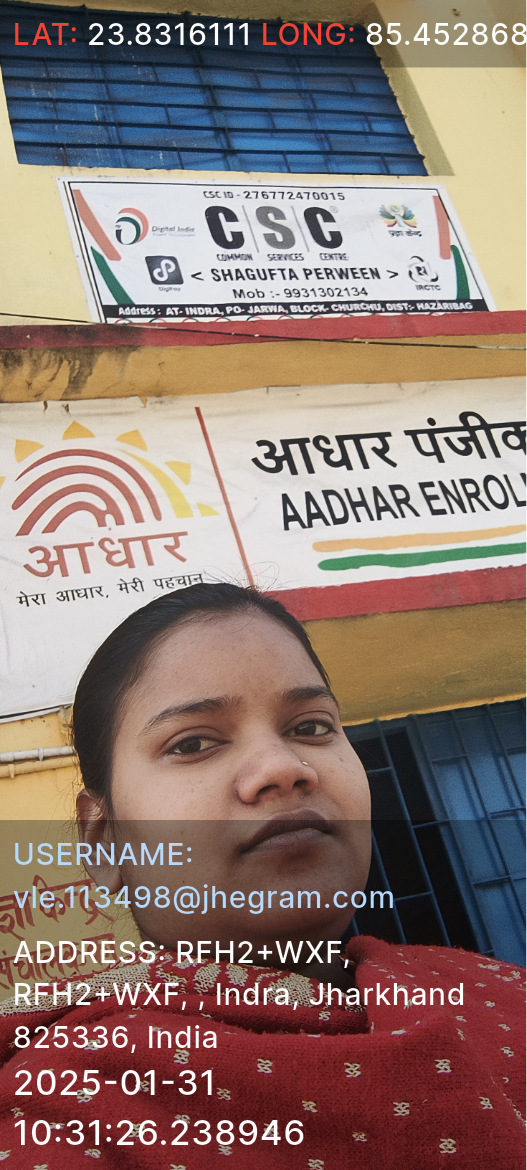 LAT: 23.8316111 LONG: 85.452868
CSC ID - 276772470015
Digital India
CSC
COMMON SERVICES CENTRE
DigiPay
< SHAGUFTA PERWEEN >
IRCTC
Mob :- 9931302134
Address : AT- INDRA, PO- JARWA, BLOCK- CHURCHU, DIST:- HAZARIBAG
आधार पंजीक
AADHAR ENROL
आधार
मेरा आधार, मेरी पहचान
USERNAME:
vle.113498@jhegram.com
ADDRESS: RFH2+WXF,
RFH2+WXF, , Indra, Jharkhand
825336, India
2025-01-31
10:31:26.238946